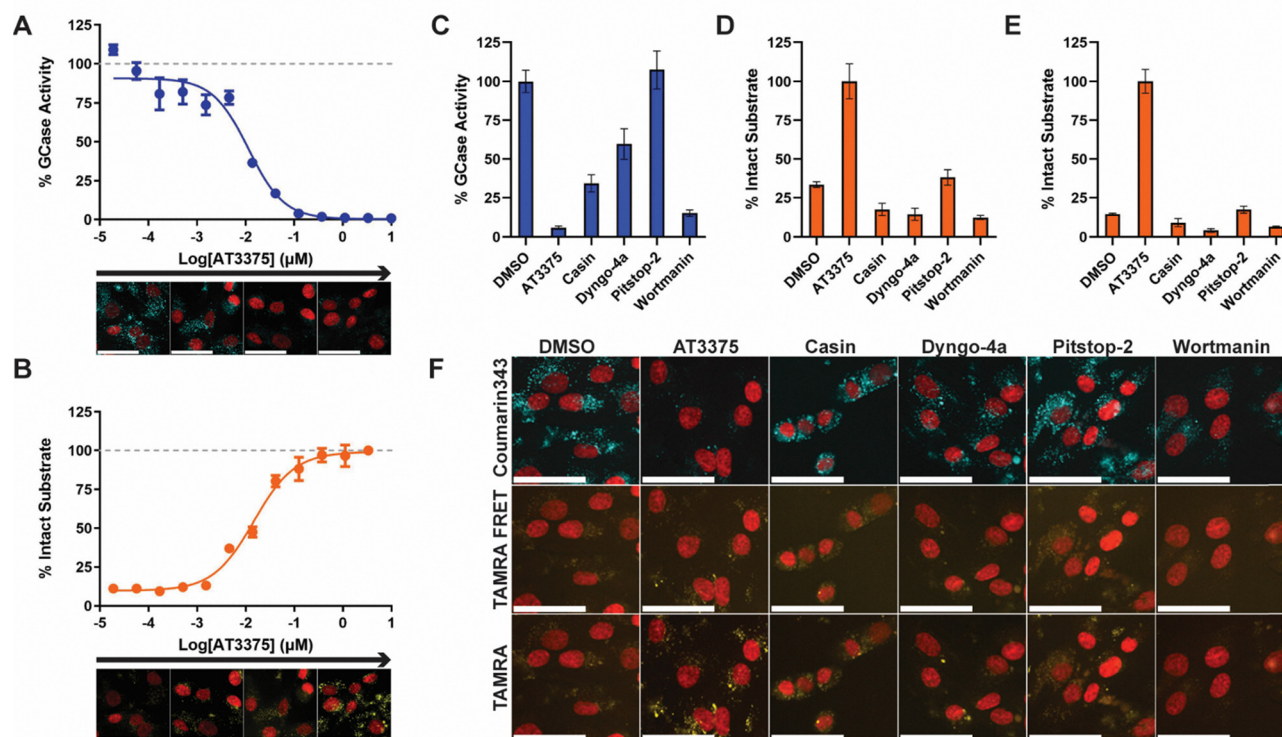 A
125
100
75
50
25
0
% GCase Activity
-5 -4 -3 -2 -1 0 1
Log[AT3375] (µM)
B
125
100
75
50
25
0
% Intact Substrate
-5 -4 -3 -2 -1 0 1
Log[AT3375] (µM)
C
125
100
75
50
25
0
% GCase Activity
DMSO
AT3375
Casin
Dyngo-4a
Pitstop-2
Wortmanin
D
125
100
75
50
25
0
% Intact Substrate
DMSO
AT3375
Casin
Dyngo-4a
Pitstop-2
Wortmanin
E
125
100
75
50
25
0
% Intact Substrate
DMSO
AT3375
Casin
Dyngo-4a
Pitstop-2
Wortmanin
F
DMSO AT3375 Casin Dyngo-4a Pitstop-2 Wortmanin
Coumarin343
TAMRA FRET
TAMRA